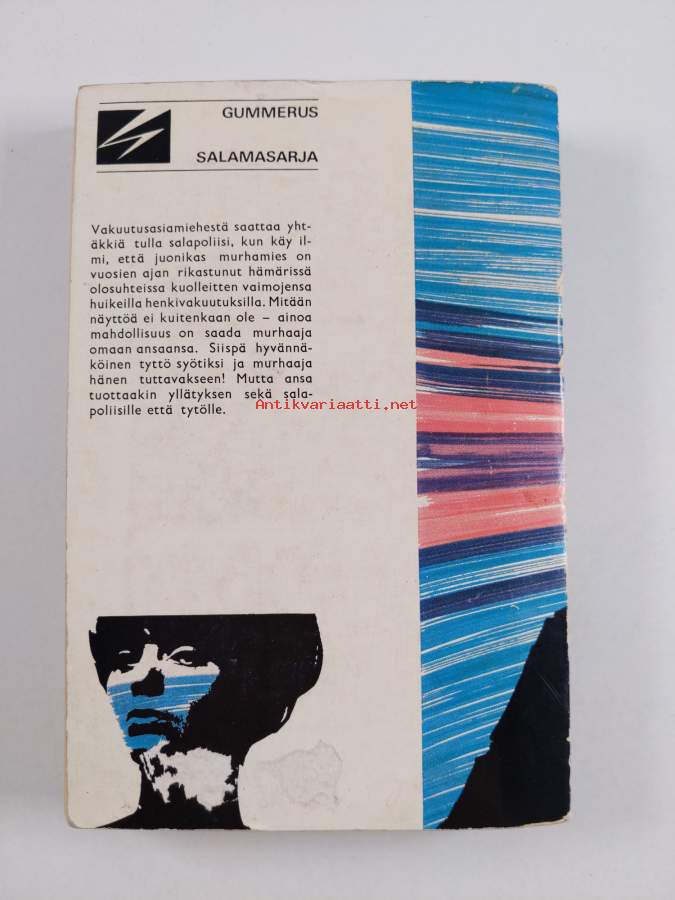 GUMMERUS
SALAMASARJA
Vakuutusasiamiehestä saattaa yht-
äkkiä tulla salapoliisi, kun käy il-
mi, että juonikas murhamies on
vuosien ajan rikastunut hämärissä
olosuhteissa kuolleitten vaimojensa
huikeilla henkivakuutuksilla. Mitään
näyttöä ei kuitenkaan ole – ainoa
mahdollisuus on saada murhaaja
omaan ansaansa. Siispä hyvännä-
köinen tyttö syötiksi ja murhaaja
hänen tuttavakseen! Mutta ansa
tuottaakin yllätyksen sekä sala-
poliisille että tytölle.
Antikvariaatti.net